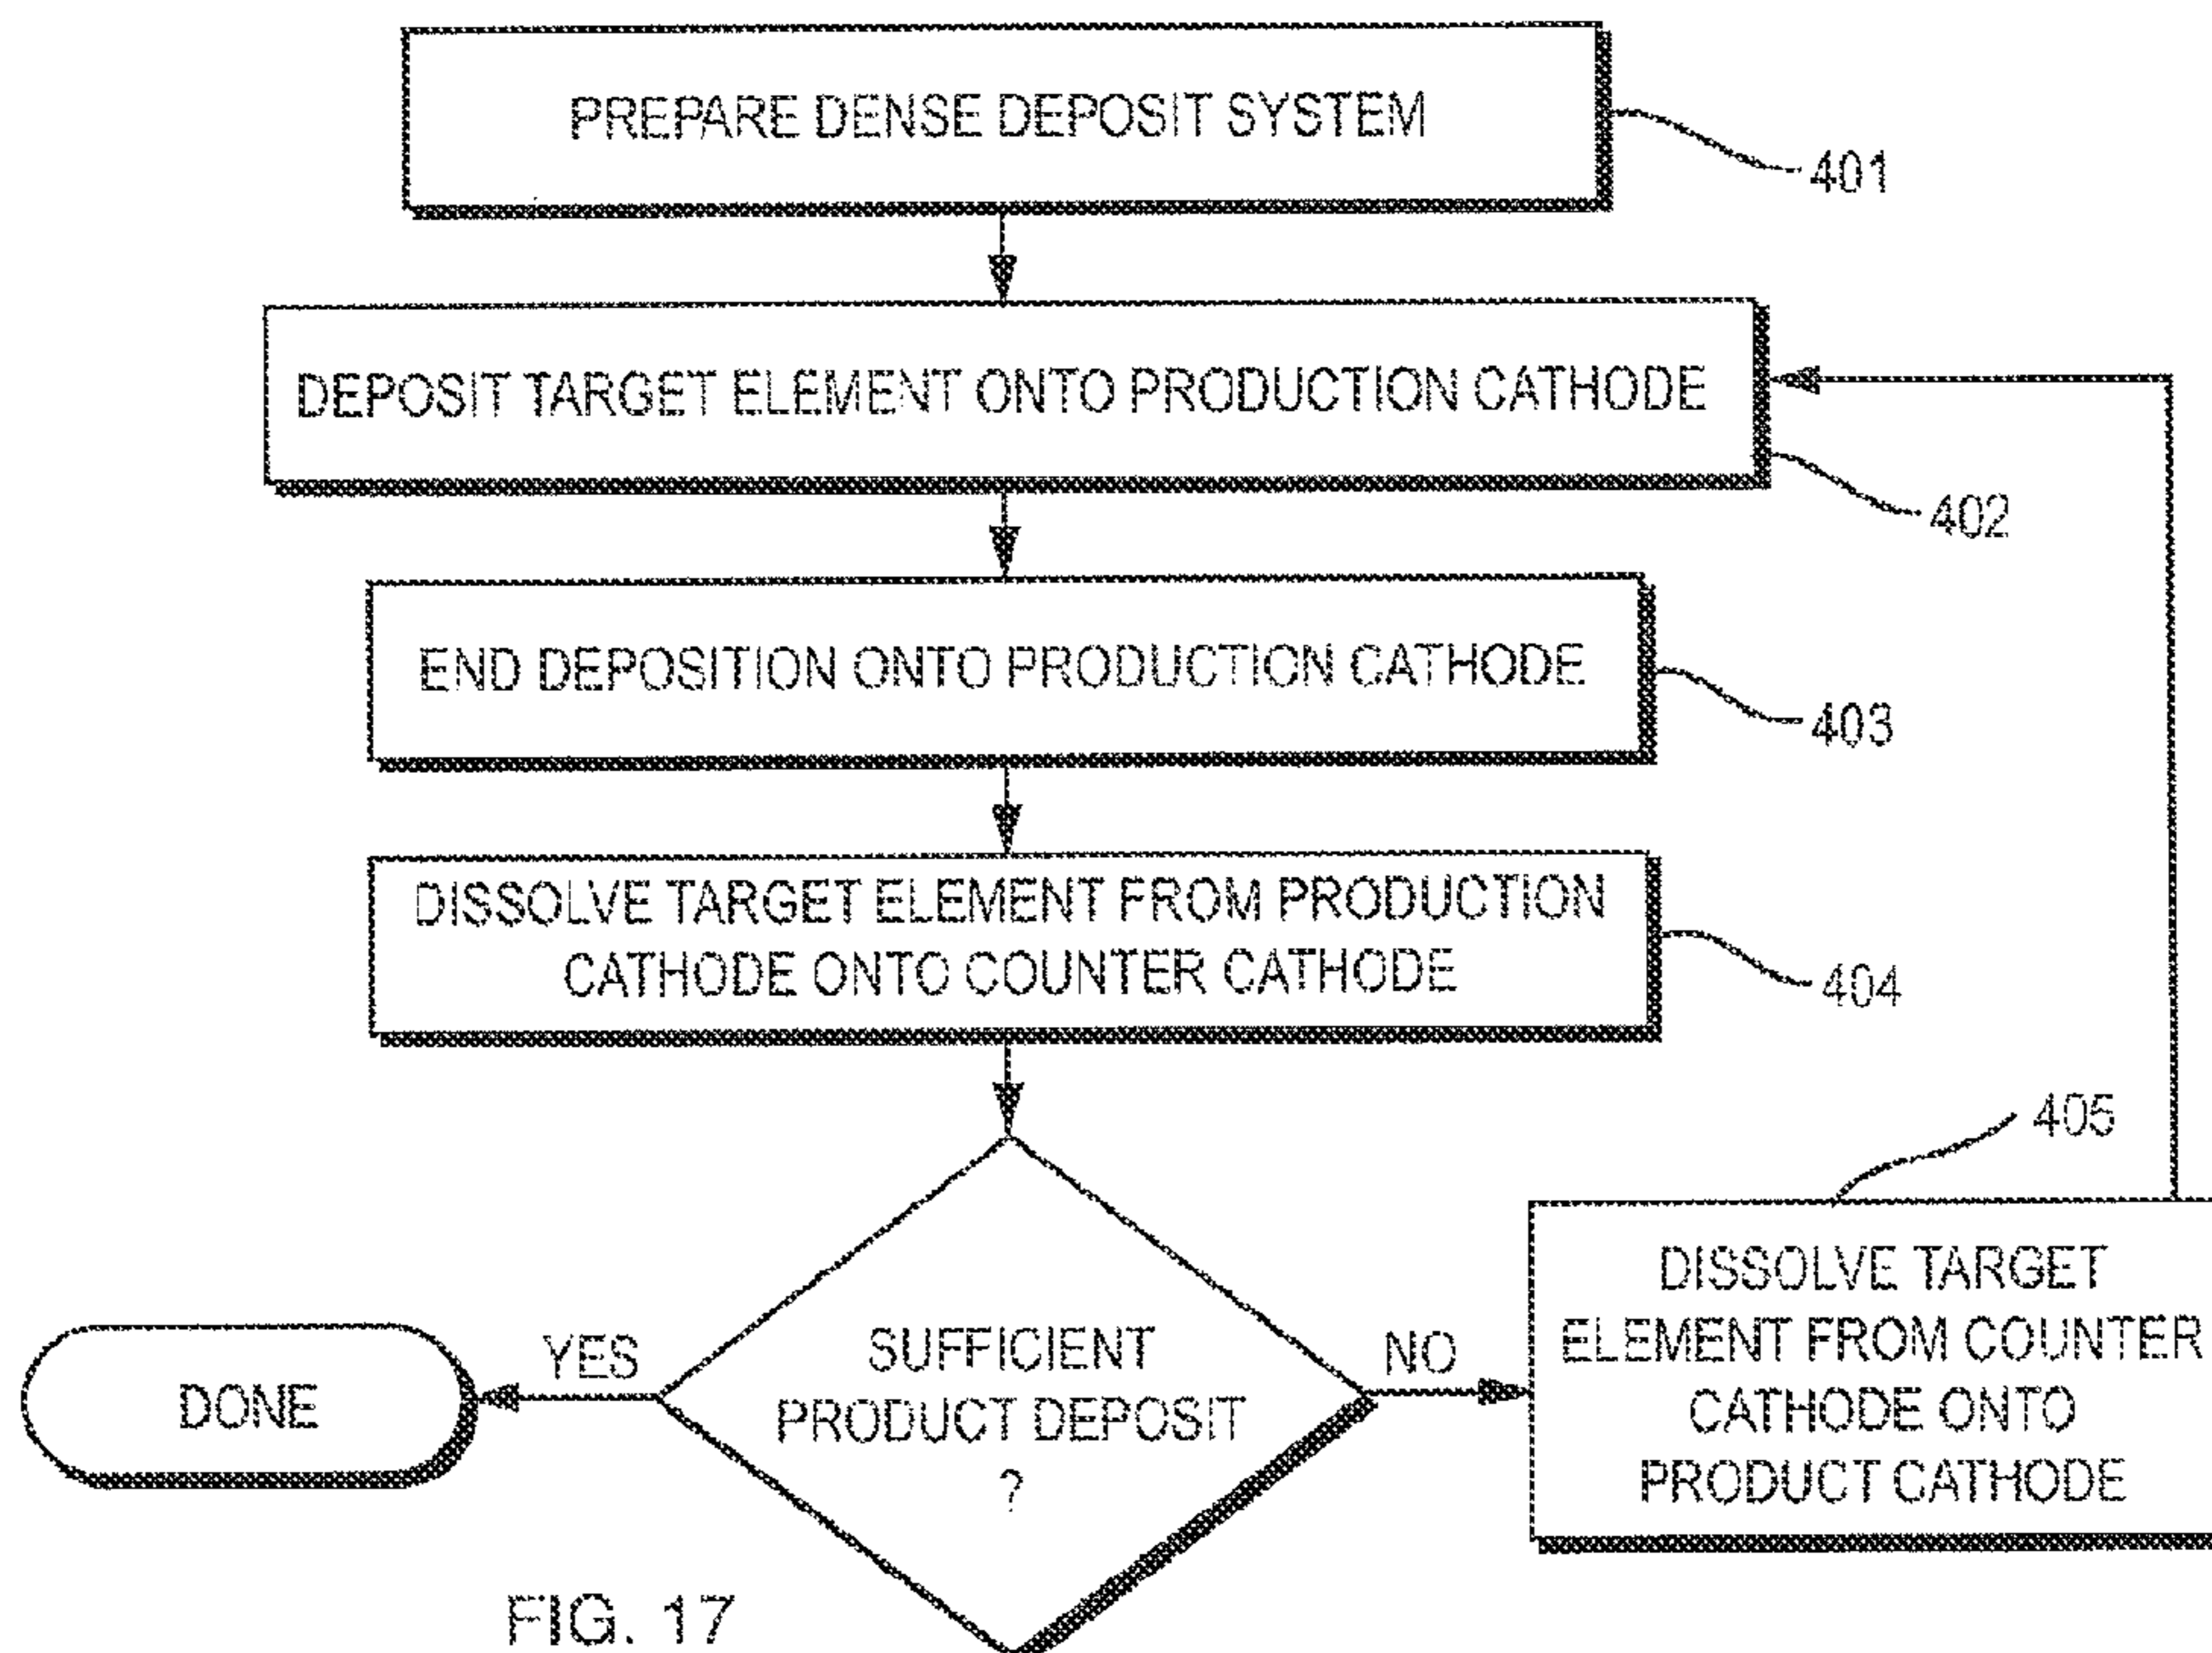 PREPARE DENSE DEPOSIT SYSTEM
401
DEPOSIT TARGET ELEMENT ONTO PRODUCTION CATHODE
402
END DEPOSITION ONTO PRODUCTION CATHODE
403
DISSOLVE TARGET ELEMENT FROM PRODUCTION
CATHODE ONTO COUNTER CATHODE
404
405
DONE
YES
SUFFICIENT
PRODUCT DEPOSIT
?
NO
DISSOLVE TARGET
ELEMENT FROM COUNTER
CATHODE ONTO
PRODUCT CATHODE
FIG. 17